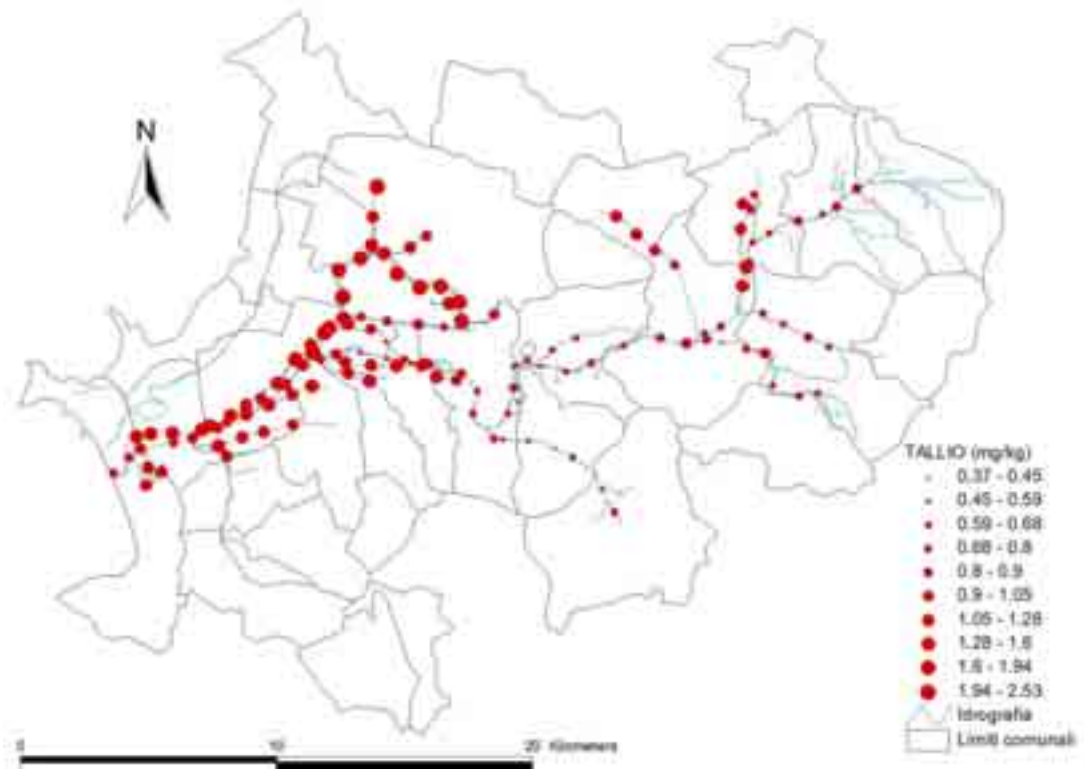 N
TALLIO (mg/kg)
0.37 - 0.45
0.45 - 0.59
0.59 - 0.68
0.68 - 0.8
0.8 - 0.9
0.9 - 1.05
1.05 - 1.28
1.28 - 1.6
1.6 - 1.94
1.94 - 2.53
Idrografia
Limiti comunali
0 10 20 Kilometers